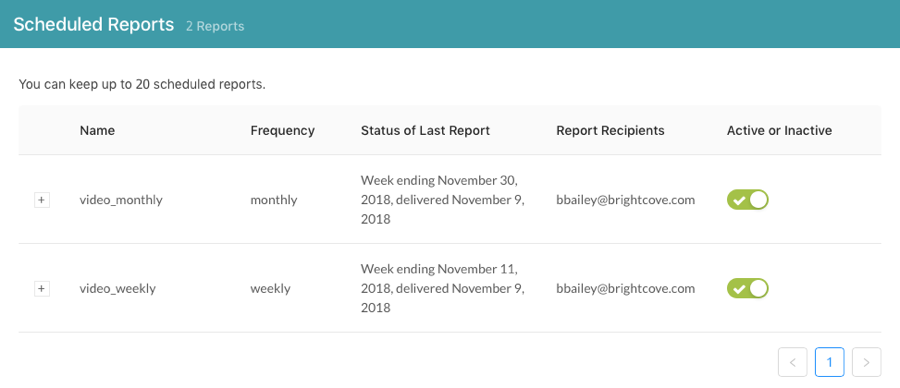 Scheduled Reports 2 Reports
You can keep up to 20 scheduled reports.
Name Frequency Status of Last Report Report Recipients Active or Inactive
Week ending November 30,
+ video_monthly monthly 2018, delivered November 9, bbailey@brightcove.com
2018
Week ending November 11,
+ video_weekly weekly 2018, delivered November 9, bbailey@brightcove.com
2018
< 1 >